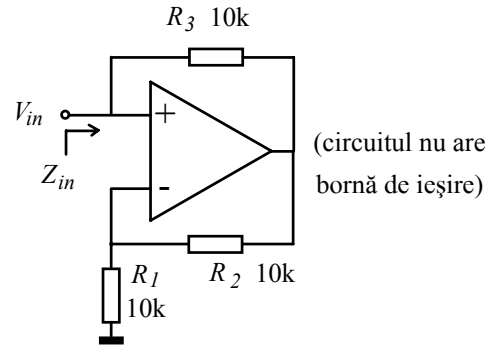 R3 10k
Vin
+
Zin
(circuitul nu are
bornă de ieşire)
-
R1
10k
R2 10k